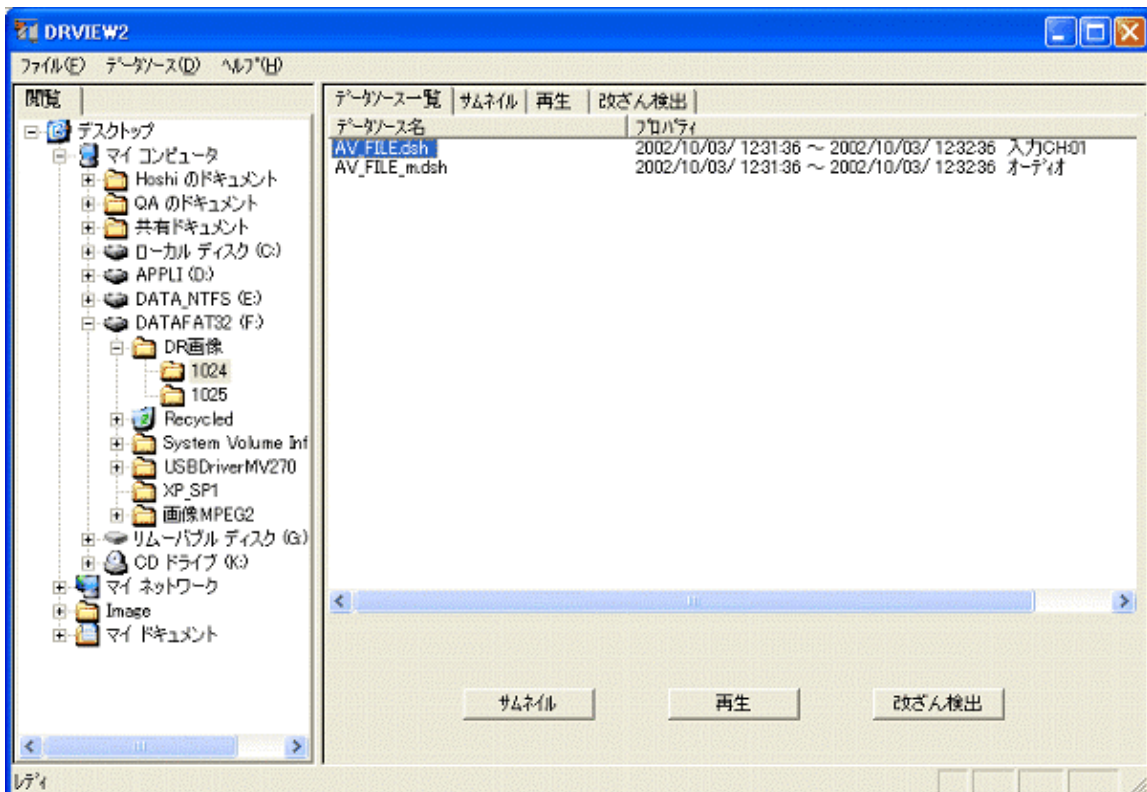 DRVIEW2
ファイル(E) データソース(D) ヘルプ(H)
閲覧
デスクトップ
マイ コンピュータ
Hoshi のドキュメント
QA のドキュメント
共有ドキュメント
ローカル ディスク (C:)
APPLI (D:)
DATA_NTFS (E:)
DATAFAT32 (F:)
DR画像
1024
1025
Recycled
System Volume Inf
USBDriverMV270
XP_SP1
画像MPEG2
リムーバブル ディスク (G:)
CD ドライブ (K:)
マイ ネットワーク
Image
マイ ドキュメント
データソース一覧 サムネイル 再生 改ざん検出
データソース名 プロパティ
AV_FILE.dsh 2002/10/03/ 12:31:36 ～ 2002/10/03/ 12:32:36 入力CH:01
AV_FILE_m.dsh 2002/10/03/ 12:31:36 ～ 2002/10/03/ 12:32:36 オーディオ
サムネイル 再生 改ざん検出
レディ